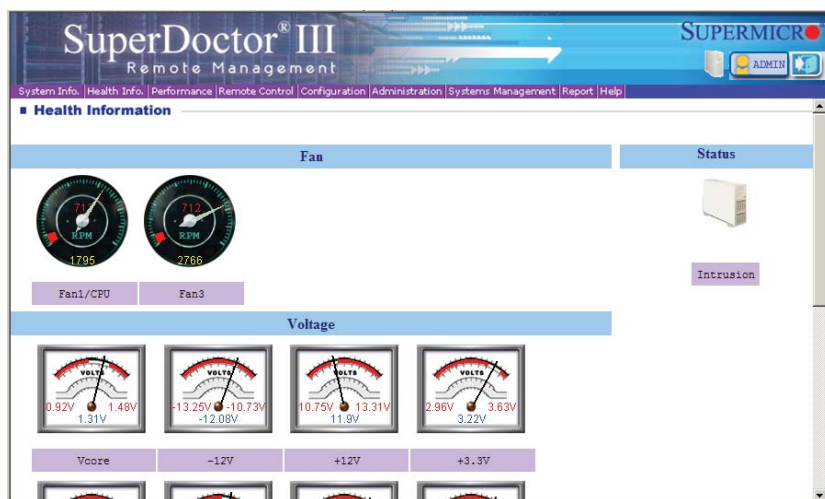 SuperDoctor® III
Remote Management
SUPERMICRO
ADMIN
System Info. | Health Info. | Performance | Remote Control | Configuration | Administration | Systems Management | Report | Help
Health Information
Fan
Status
712 712
RPM RPM
1795 2766
Intrusion
Fan1/CPU Fan3
Voltage
VOLTS VOLTS VOLTS VOLTS
0.92V 1.48V -13.25V -10.73V 10.75V 13.31V 2.96V 3.63V
1.31V -12.08V 11.9V 3.22V
Vcore -12V +12V +3.3V